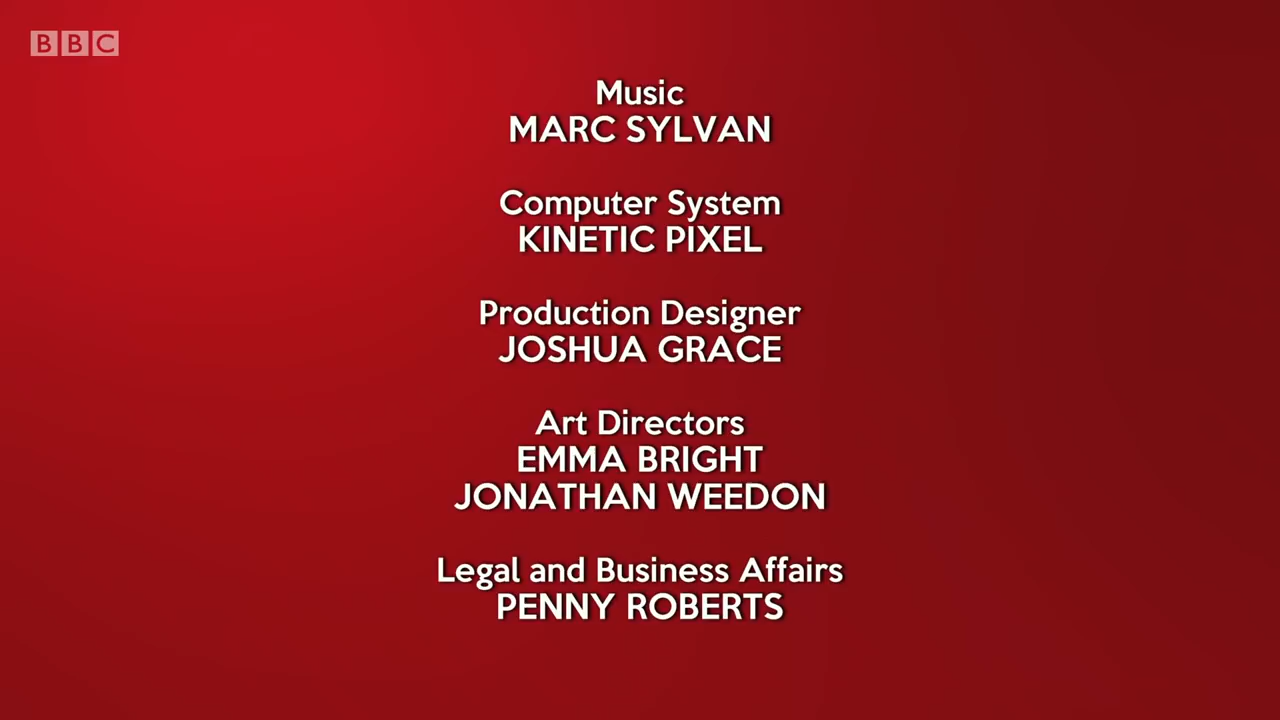 BBC
Music
MARC SYLVAN
Computer System
KINETIC PIXEL
Production Designer
JOSHUA GRACE
Art Directors
EMMA BRIGHT
JONATHAN WEEDON
Legal and Business Affairs
PENNY ROBERTS